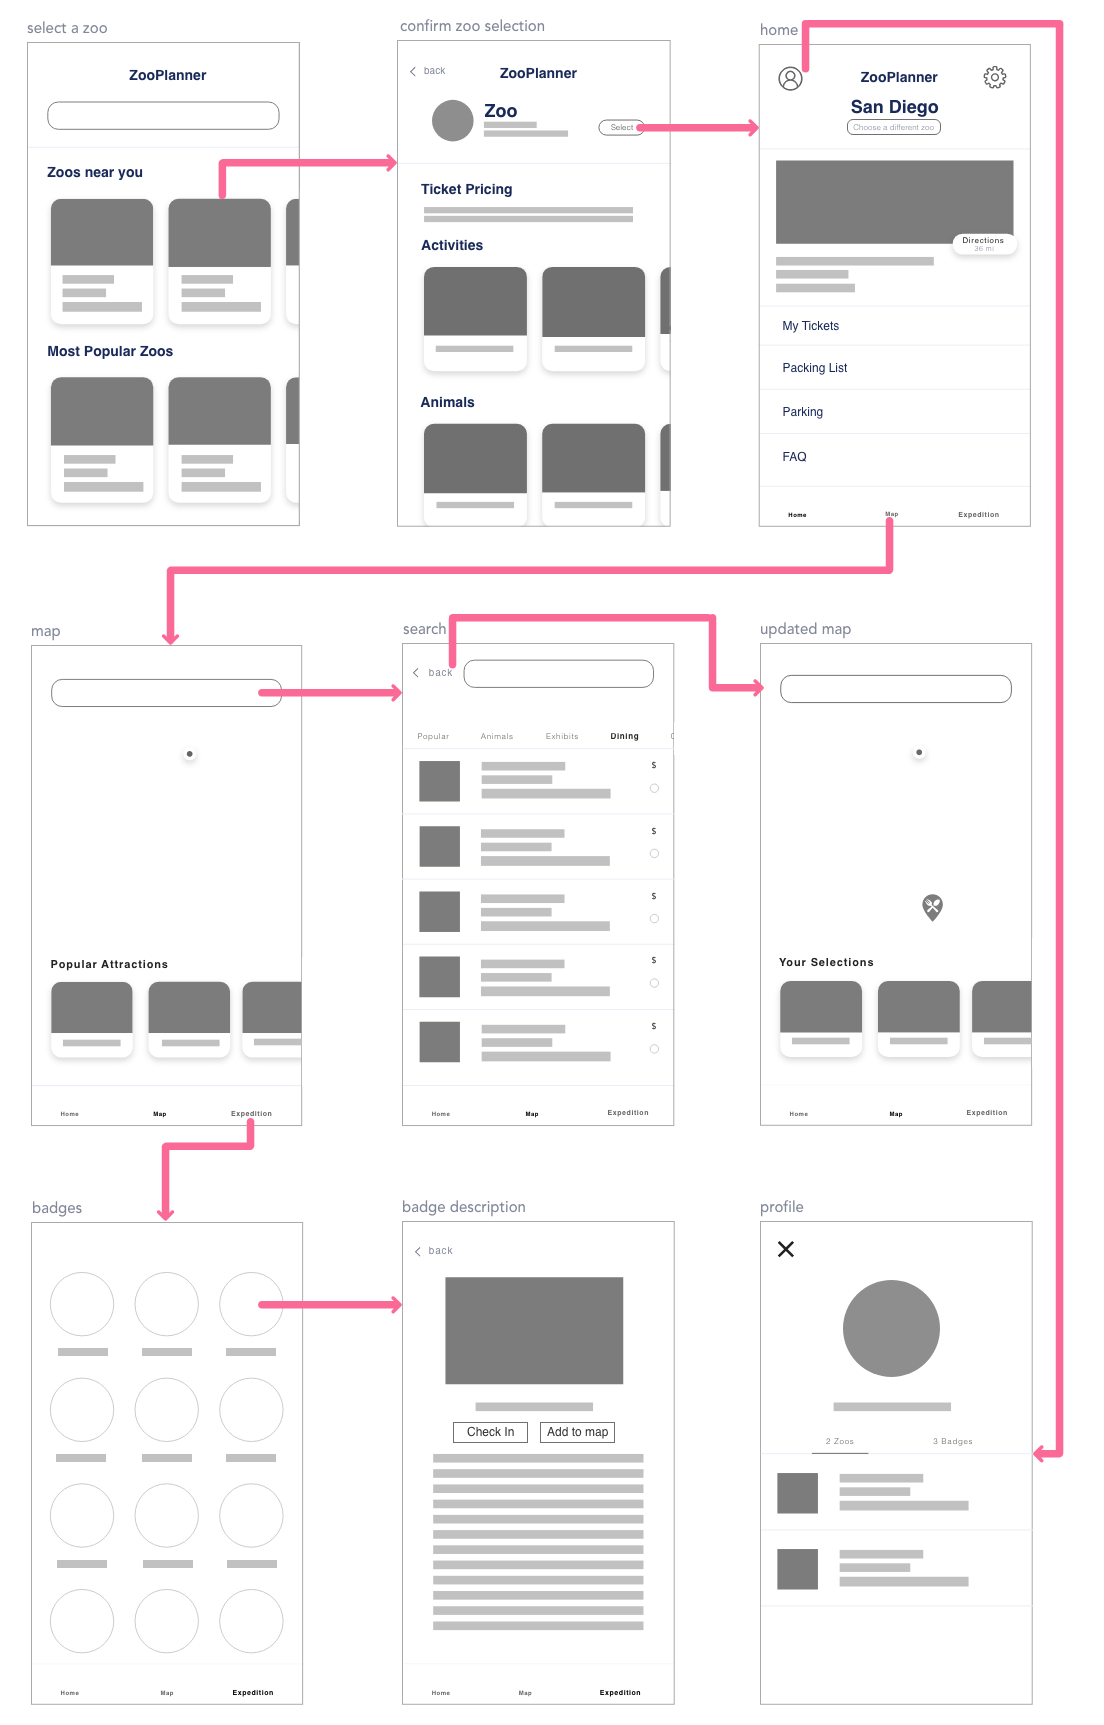 select a zoo
ZooPlanner
Zoos near you
Most Popular Zoos
confirm zoo selection
back
ZooPlanner
Zoo
Select
Ticket Pricing
Activities
Animals
home
ZooPlanner
San Diego
Choose a different zoo
Directions
36 mi
My Tickets
Packing List
Parking
FAQ
Home Map Expedition
map
Popular Attractions
Home Map Expedition
search
back
Popular Animals Exhibits Dining
$
$
$
$
$
Home Map Expedition
updated map
Your Selections
Home Map Expedition
badges
Home Map Expedition
badge description
back
Check In Add to map
Home Map Expedition
profile
2 Zoos 3 Badges